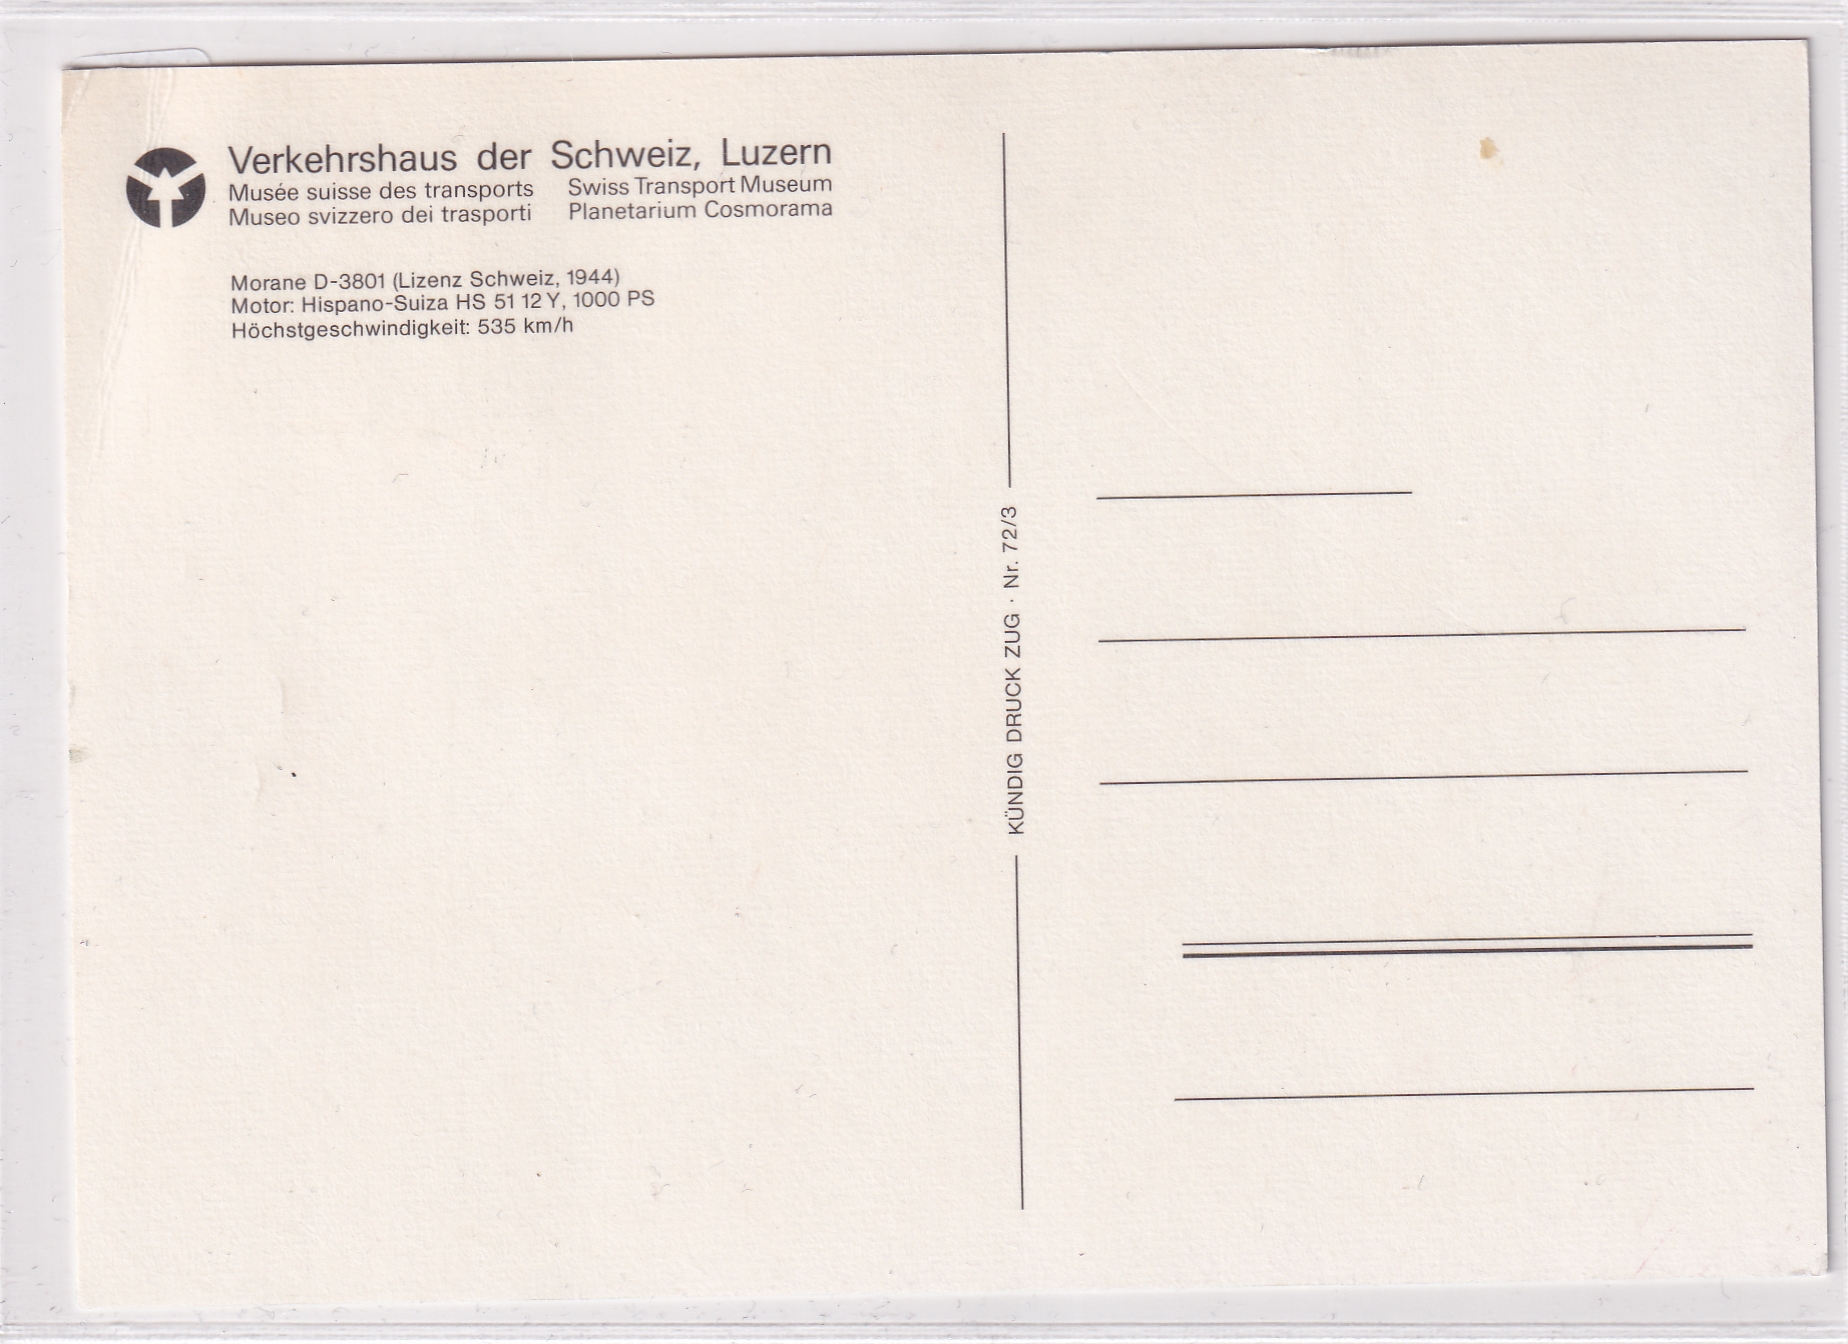 Verkehrshaus der Schweiz, Luzern
Musée suisse des transports Swiss Transport Museum
Museo svizzero dei trasporti Planetarium Cosmorama
Morane D-3801 (Lizenz Schweiz, 1944)
Motor: Hispano-Suiza HS 51 12 Y, 1000 PS
Höchstgeschwindigkeit: 535 km/h
KÜNDIG DRUCK ZUG · Nr. 72/3